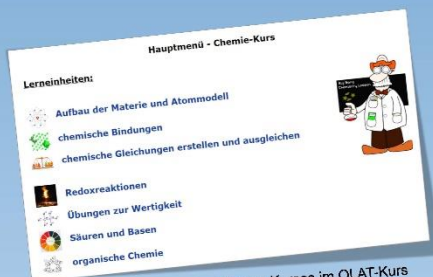 Hauptmenü - Chemie-Kurs
Lerneinheiten:
Aufbau der Materie und Atommodell
chemische Bindungen
chemische Gleichungen erstellen und ausgleichen
Redoxreaktionen
Übungen zur Wertigkeit
Säuren und Basen
organische Chemie
im OLAT-Kurs